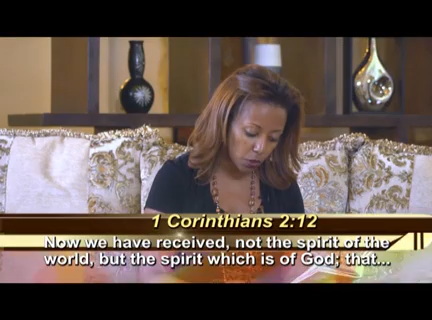 1 Corinthians 2:12
Now we have received, not the spirit of the
world, but the spirit which is of God; that...